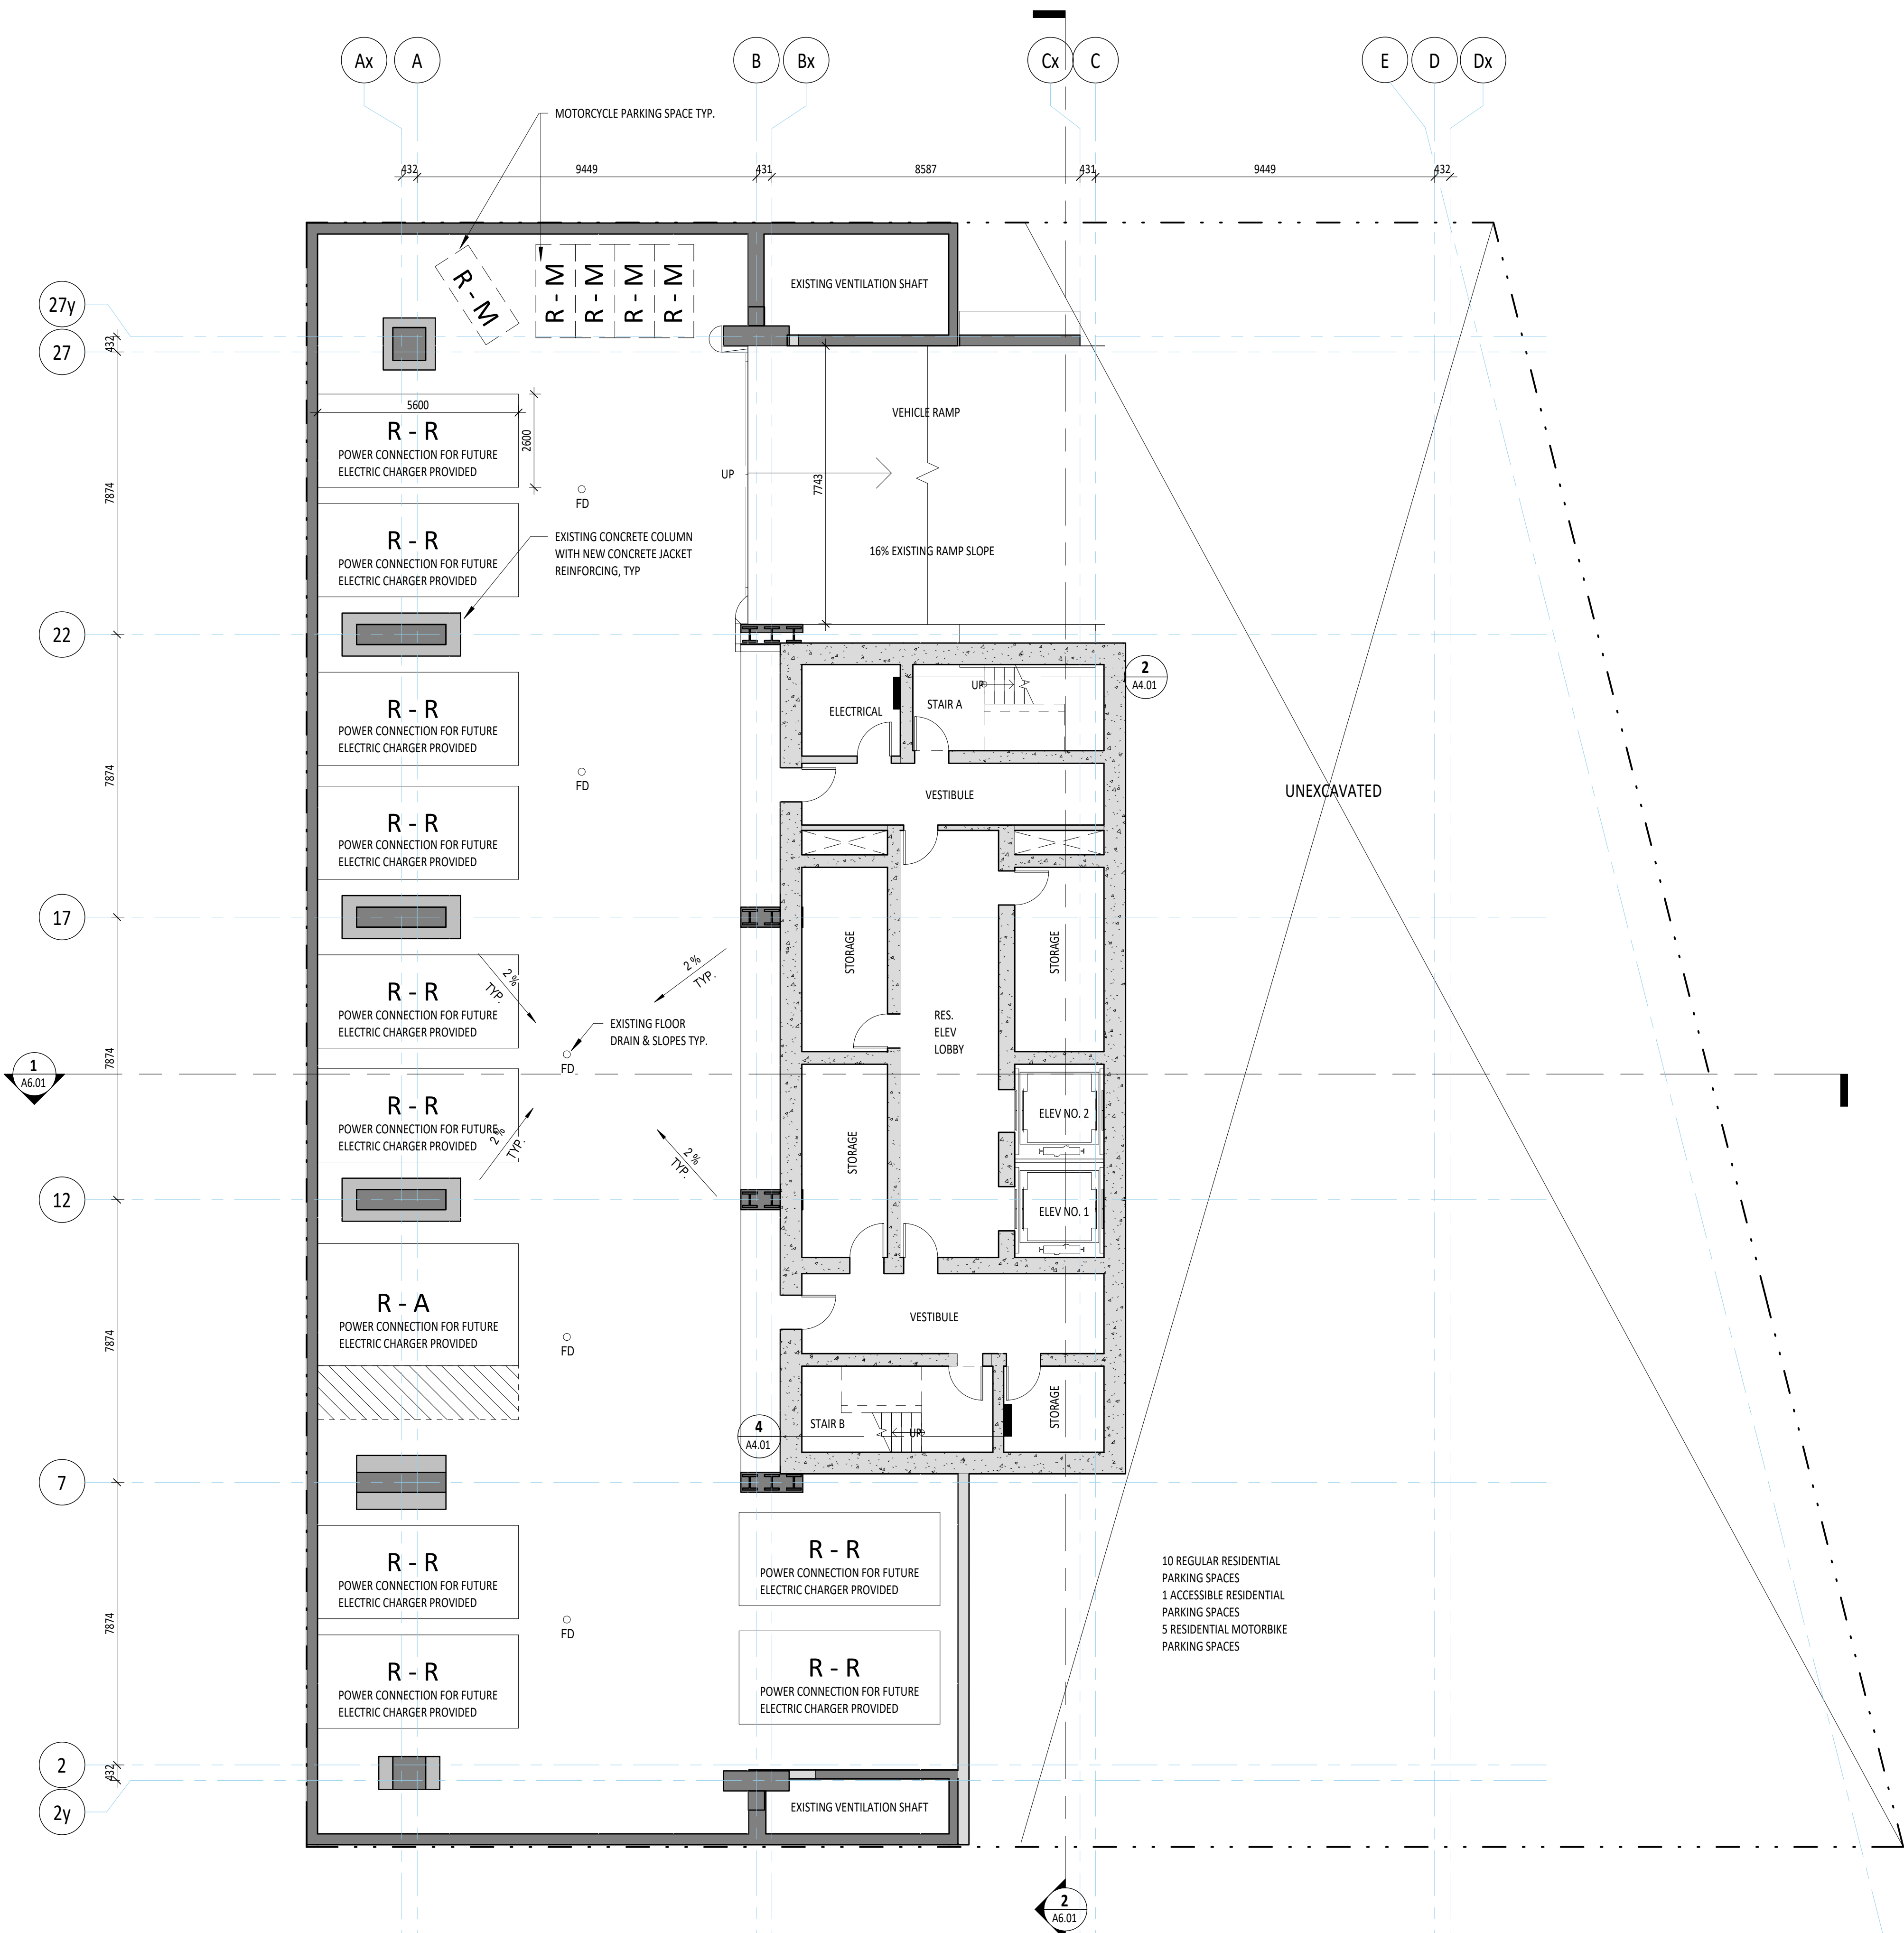 Ax
A
B
Bx
Cx
C
E
D
Dx
MOTORCYCLE PARKING SPACE TYP.
432
9449
431
8587
431
9449
432
27y
27
432
R - M
R - M
R - M
R - M
R - M
EXISTING VENTILATION SHAFT
5600
2600
R - R
POWER CONNECTION FOR FUTURE
ELECTRIC CHARGER PROVIDED
VEHICLE RAMP
UP
7743
7874
FD
R - R
POWER CONNECTION FOR FUTURE
ELECTRIC CHARGER PROVIDED
EXISTING CONCRETE COLUMN
WITH NEW CONCRETE JACKET
REINFORCING, TYP
16% EXISTING RAMP SLOPE
22
2
A4.01
R - R
POWER CONNECTION FOR FUTURE
ELECTRIC CHARGER PROVIDED
ELECTRICAL
STAIR A
UP
7874
FD
VESTIBULE
UNEXCAVATED
R - R
POWER CONNECTION FOR FUTURE
ELECTRIC CHARGER PROVIDED
17
STORAGE
STORAGE
2%
TYP.
2%
TYP.
R - R
POWER CONNECTION FOR FUTURE
ELECTRIC CHARGER PROVIDED
EXISTING FLOOR
DRAIN & SLOPES TYP.
RES.
ELEV
LOBBY
7874
FD
1
A6.01
R - R
POWER CONNECTION FOR FUTURE
ELECTRIC CHARGER PROVIDED
2%
TYP.
2%
TYP.
STORAGE
ELEV NO. 2
ELEV NO. 1
12
R - A
POWER CONNECTION FOR FUTURE
ELECTRIC CHARGER PROVIDED
7874
FD
VESTIBULE
STAIR B
UP
STORAGE
4
A4.01
7
R - R
POWER CONNECTION FOR FUTURE
ELECTRIC CHARGER PROVIDED
R - R
POWER CONNECTION FOR FUTURE
ELECTRIC CHARGER PROVIDED
10 REGULAR RESIDENTIAL
PARKING SPACES
1 ACCESSIBLE RESIDENTIAL
PARKING SPACES
5 RESIDENTIAL MOTORBIKE
PARKING SPACES
7874
FD
R - R
POWER CONNECTION FOR FUTURE
ELECTRIC CHARGER PROVIDED
R - R
POWER CONNECTION FOR FUTURE
ELECTRIC CHARGER PROVIDED
2
432
2y
EXISTING VENTILATION SHAFT
2
A6.01